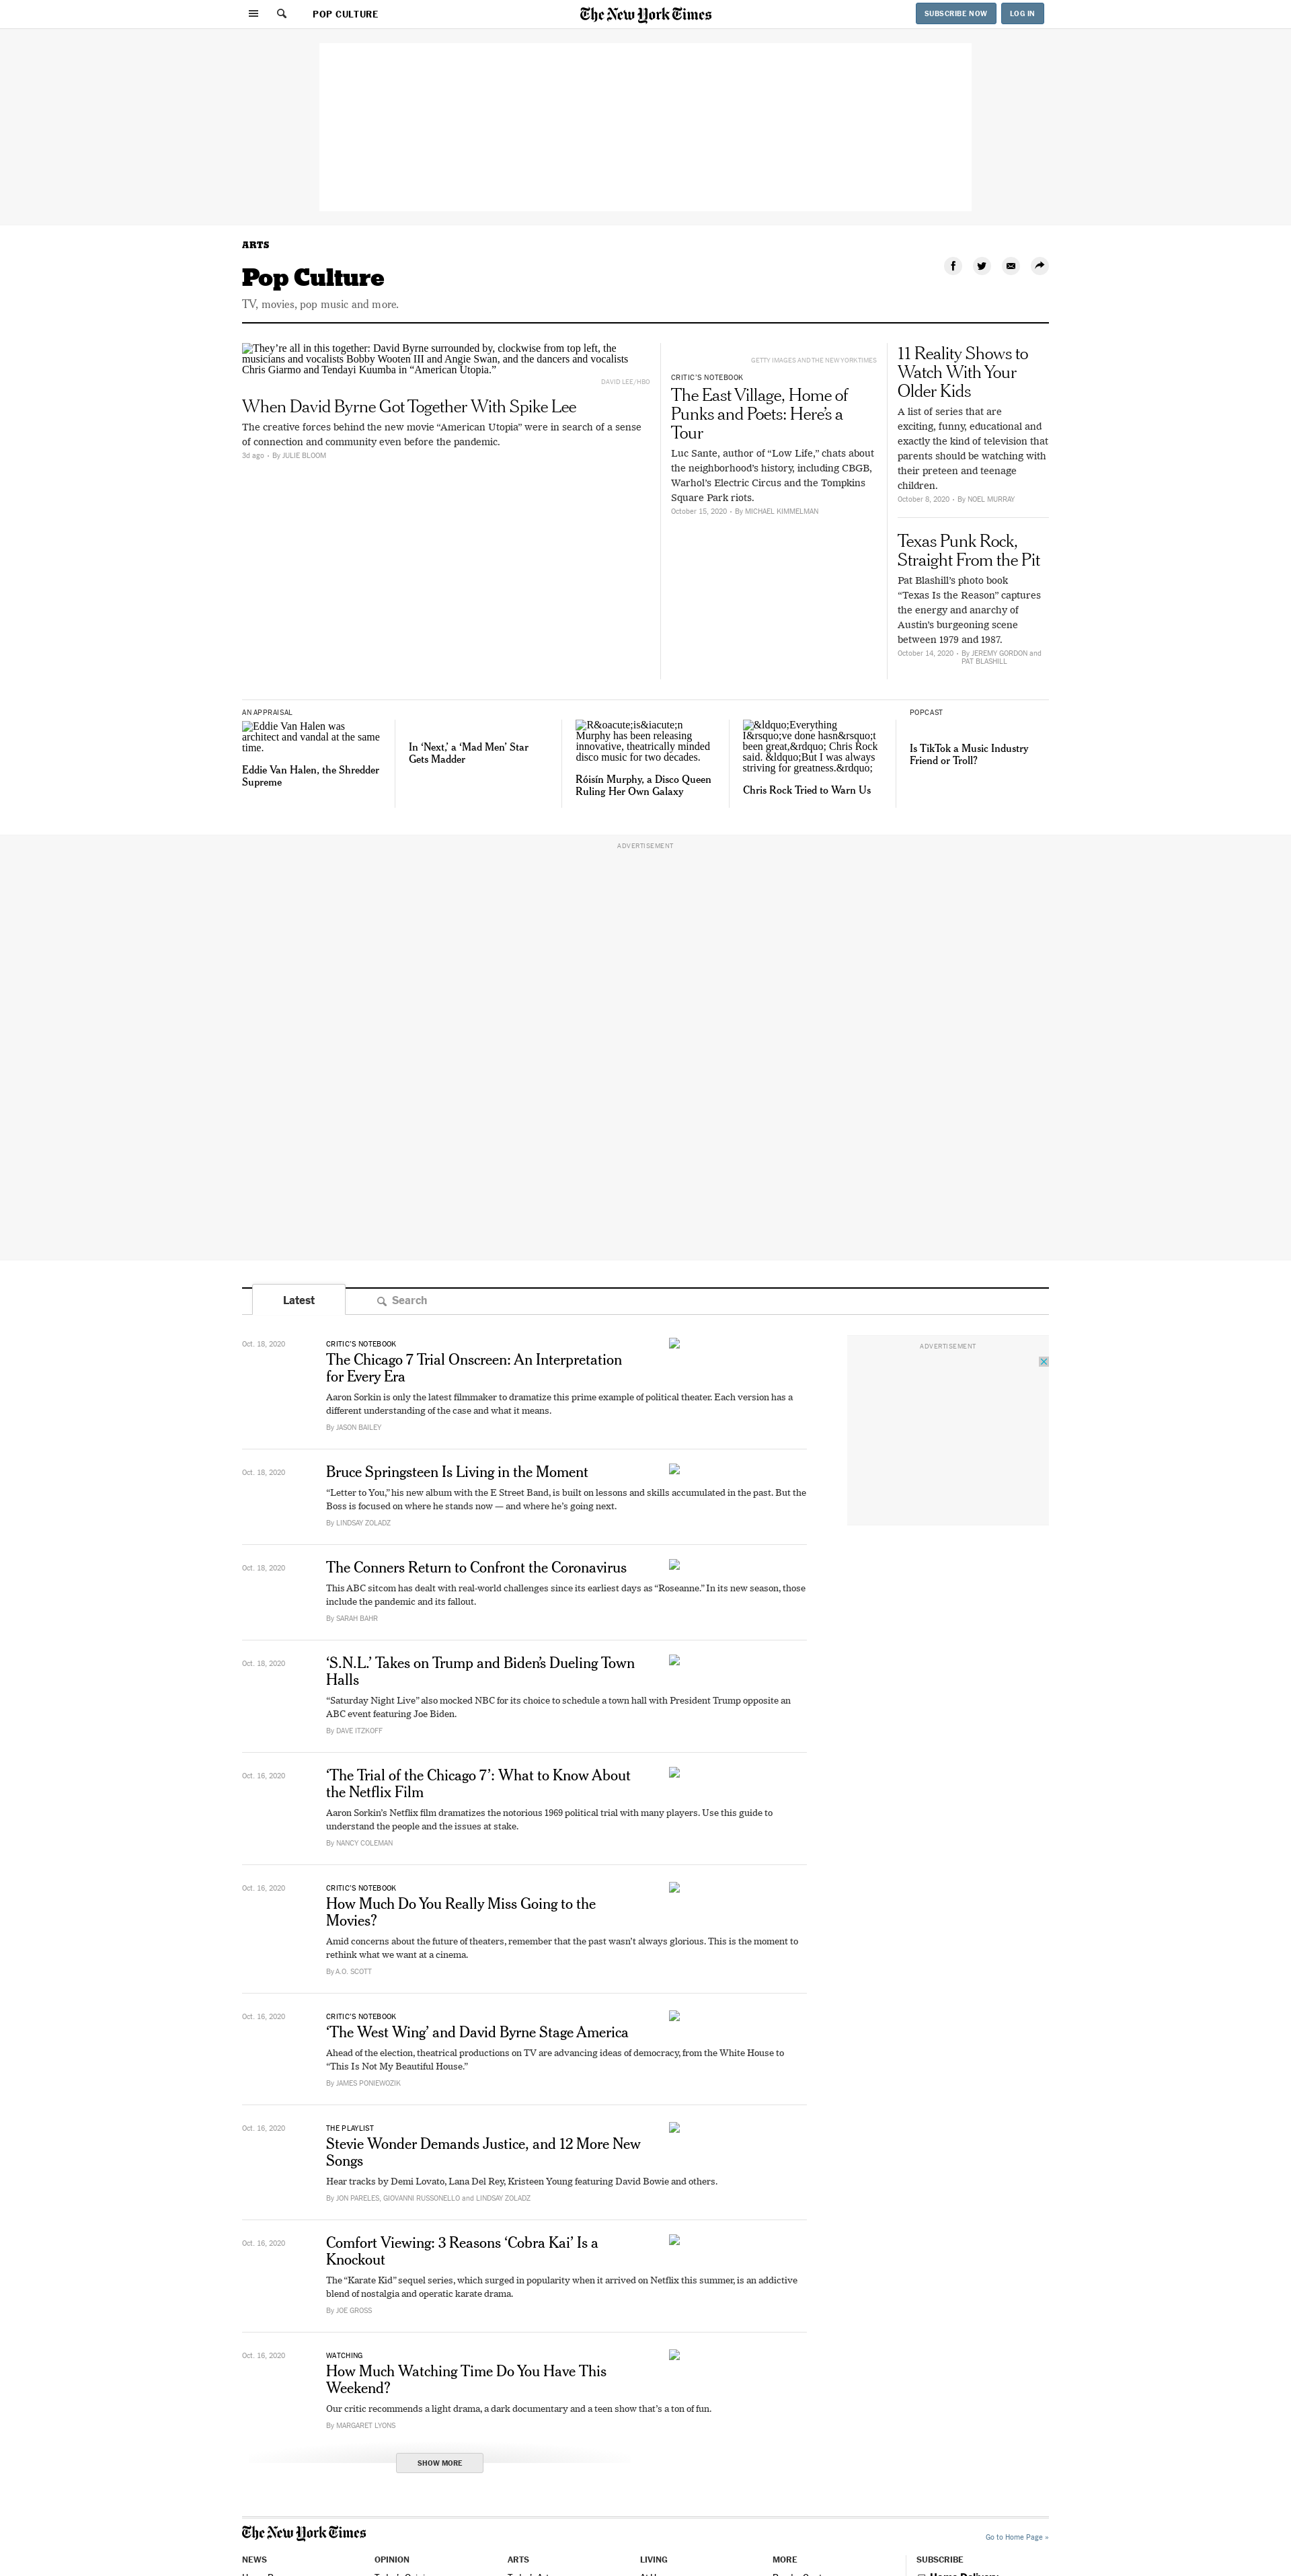 POP CULTURE
The New York Times
SUBSCRIBE NOW
LOG IN
ARTS
Pop Culture
TV, movies, pop music and more.
They’re all in this together: David Byrne surrounded by, clockwise from top left, the
musicians and vocalists Bobby Wooten III and Angie Swan, and the dancers and vocalists
Chris Giarmo and Tendayi Kuumba in “American Utopia.”
DAVID LEE/HBO
When David Byrne Got Together With Spike Lee
The creative forces behind the new movie “American Utopia” were in search of a sense
of connection and community even before the pandemic.
3d ago • By JULIE BLOOM
GETTY IMAGES AND THE NEW YORK TIMES
CRITIC’S NOTEBOOK
The East Village, Home of
Punks and Poets: Here’s a
Tour
Luc Sante, author of “Low Life,” chats about
the neighborhood’s history, including CBGB,
Warhol’s Electric Circus and the Tompkins
Square Park riots.
October 15, 2020 • By MICHAEL KIMMELMAN
11 Reality Shows to
Watch With Your
Older Kids
A list of series that are
exciting, funny, educational and
exactly the kind of television that
parents should be watching with
their preteen and teenage
children.
October 8, 2020 • By NOEL MURRAY
Texas Punk Rock,
Straight From the Pit
Pat Blashill’s photo book
“Texas Is the Reason” captures
the energy and anarchy of
Austin’s burgeoning scene
between 1979 and 1987.
October 14, 2020 • By JEREMY GORDON and
PAT BLASHILL
AN APPRAISAL
Eddie Van Halen was
architect and vandal at the same
time.
Eddie Van Halen, the Shredder
Supreme
In ‘Next,’ a ‘Mad Men’ Star
Gets Madder
R&oacute;is&iacute;n
Murphy has been releasing
innovative, theatrically minded
disco music for two decades.
Róisín Murphy, a Disco Queen
Ruling Her Own Galaxy
&ldquo;Everything
I&rsquo;ve done hasn&rsquo;t
been great,&rdquo; Chris Rock
said. &ldquo;But I was always
striving for greatness.&rdquo;
Chris Rock Tried to Warn Us
POPCAST
Is TikTok a Music Industry
Friend or Troll?
ADVERTISEMENT
Latest
Search
Oct. 18, 2020
CRITIC’S NOTEBOOK
The Chicago 7 Trial Onscreen: An Interpretation
for Every Era
Aaron Sorkin is only the latest filmmaker to dramatize this prime example of political theater. Each version has a
different understanding of the case and what it means.
By JASON BAILEY
ADVERTISEMENT
Oct. 18, 2020
Bruce Springsteen Is Living in the Moment
“Letter to You,” his new album with the E Street Band, is built on lessons and skills accumulated in the past. But the
Boss is focused on where he stands now — and where he’s going next.
By LINDSAY ZOLADZ
Oct. 18, 2020
The Conners Return to Confront the Coronavirus
This ABC sitcom has dealt with real-world challenges since its earliest days as “Roseanne.” In its new season, those
include the pandemic and its fallout.
By SARAH BAHR
Oct. 18, 2020
‘S.N.L.’ Takes on Trump and Biden’s Dueling Town
Halls
“Saturday Night Live” also mocked NBC for its choice to schedule a town hall with President Trump opposite an
ABC event featuring Joe Biden.
By DAVE ITZKOFF
Oct. 16, 2020
‘The Trial of the Chicago 7’: What to Know About
the Netflix Film
Aaron Sorkin’s Netflix film dramatizes the notorious 1969 political trial with many players. Use this guide to
understand the people and the issues at stake.
By NANCY COLEMAN
Oct. 16, 2020
CRITIC’S NOTEBOOK
How Much Do You Really Miss Going to the
Movies?
Amid concerns about the future of theaters, remember that the past wasn’t always glorious. This is the moment to
rethink what we want at a cinema.
By A.O. SCOTT
Oct. 16, 2020
CRITIC’S NOTEBOOK
‘The West Wing’ and David Byrne Stage America
Ahead of the election, theatrical productions on TV are advancing ideas of democracy, from the White House to
“This Is Not My Beautiful House.”
By JAMES PONIEWOZIK
Oct. 16, 2020
THE PLAYLIST
Stevie Wonder Demands Justice, and 12 More New
Songs
Hear tracks by Demi Lovato, Lana Del Rey, Kristeen Young featuring David Bowie and others.
By JON PARELES, GIOVANNI RUSSONELLO and LINDSAY ZOLADZ
Oct. 16, 2020
Comfort Viewing: 3 Reasons ‘Cobra Kai’ Is a
Knockout
The “Karate Kid” sequel series, which surged in popularity when it arrived on Netflix this summer, is an addictive
blend of nostalgia and operatic karate drama.
By JOE GROSS
Oct. 16, 2020
WATCHING
How Much Watching Time Do You Have This
Weekend?
Our critic recommends a light drama, a dark documentary and a teen show that’s a ton of fun.
By MARGARET LYONS
SHOW MORE
The New York Times
Go to Home Page »
NEWS
OPINION
ARTS
LIVING
MORE
SUBSCRIBE